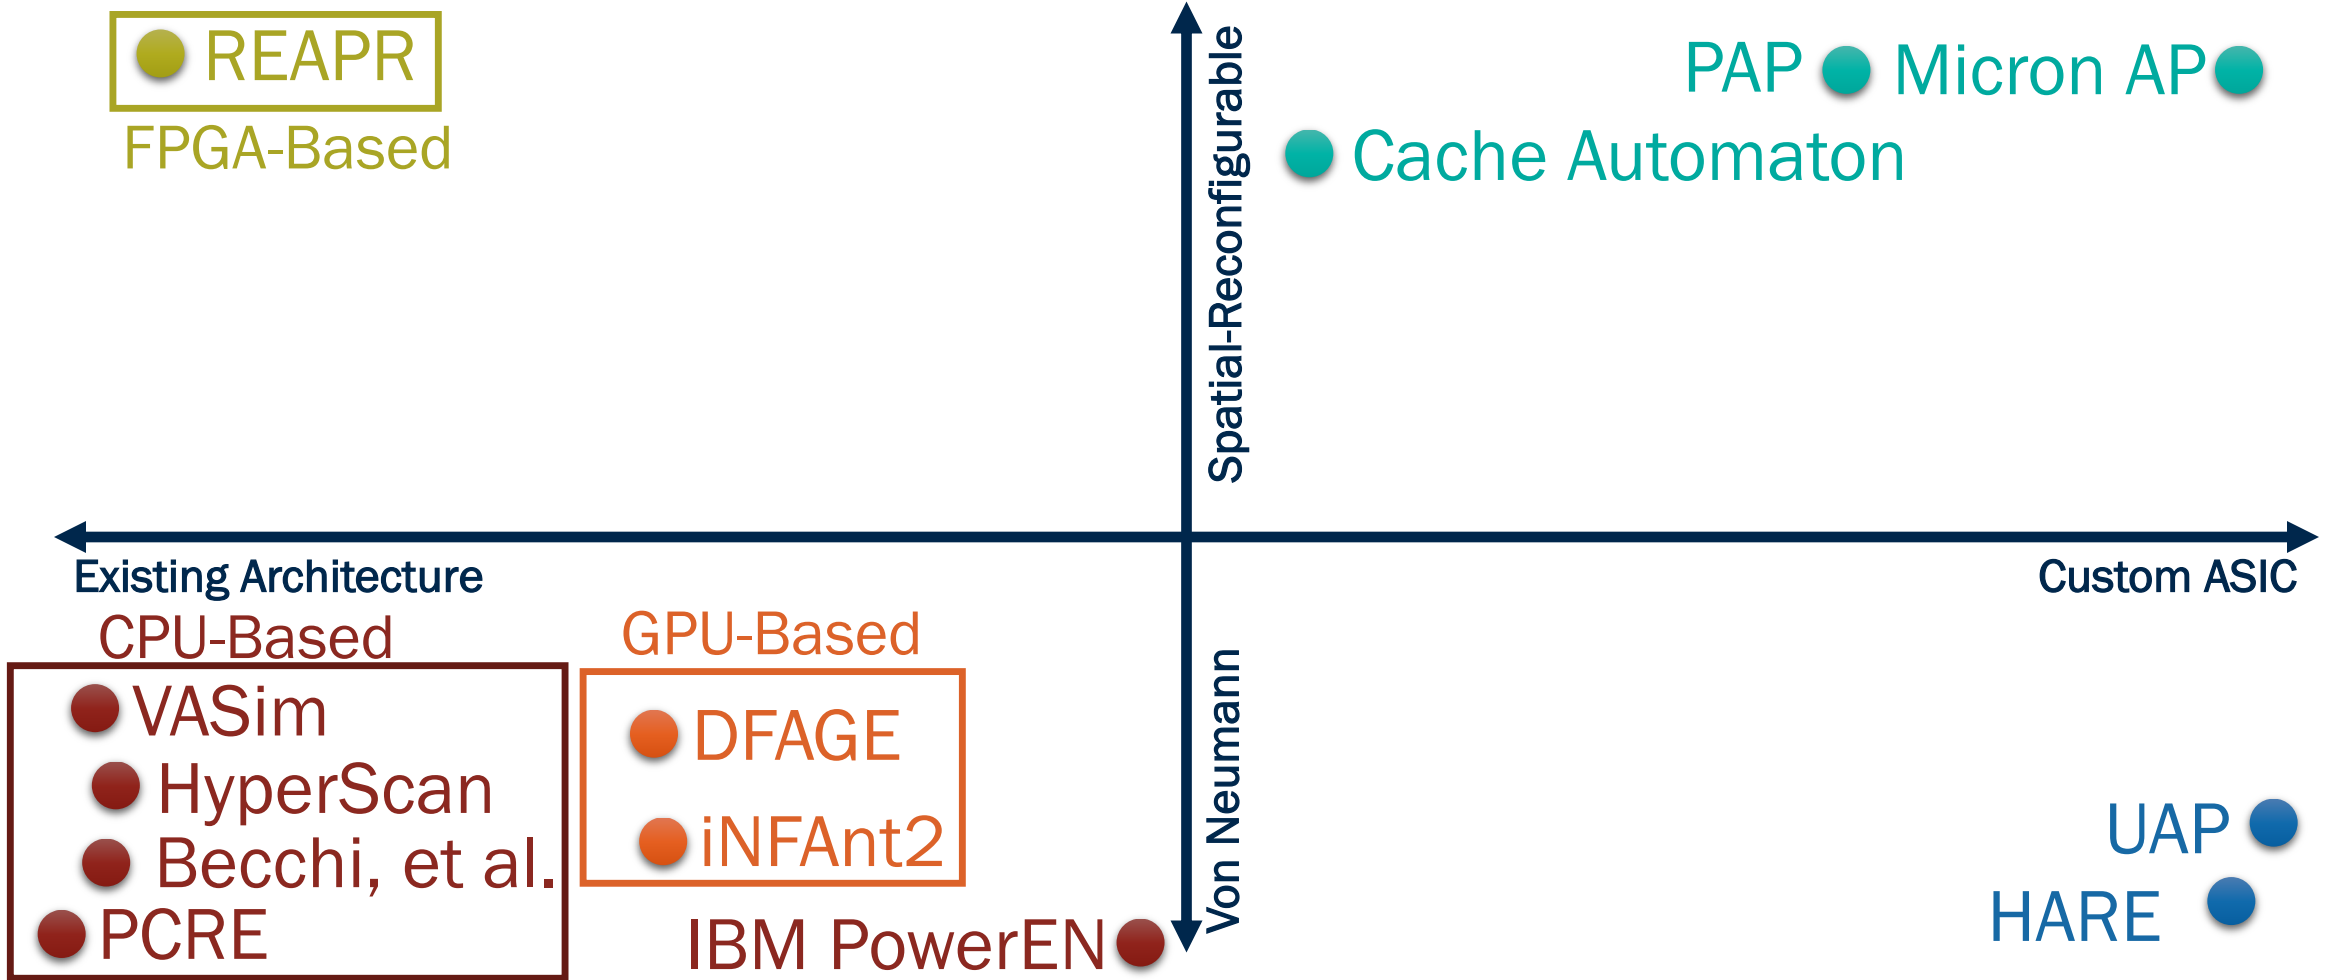 REAPR
FPGA-Based
Spatial-Reconfigurable
PAP
Micron AP
Cache Automaton
Existing Architecture
Custom ASIC
CPU-Based
VASim
HyperScan
Becchi, et al.
PCRE
GPU-Based
DFAGE
iNFAnt2
IBM PowerEN
Von Neumann
UAP
HARE